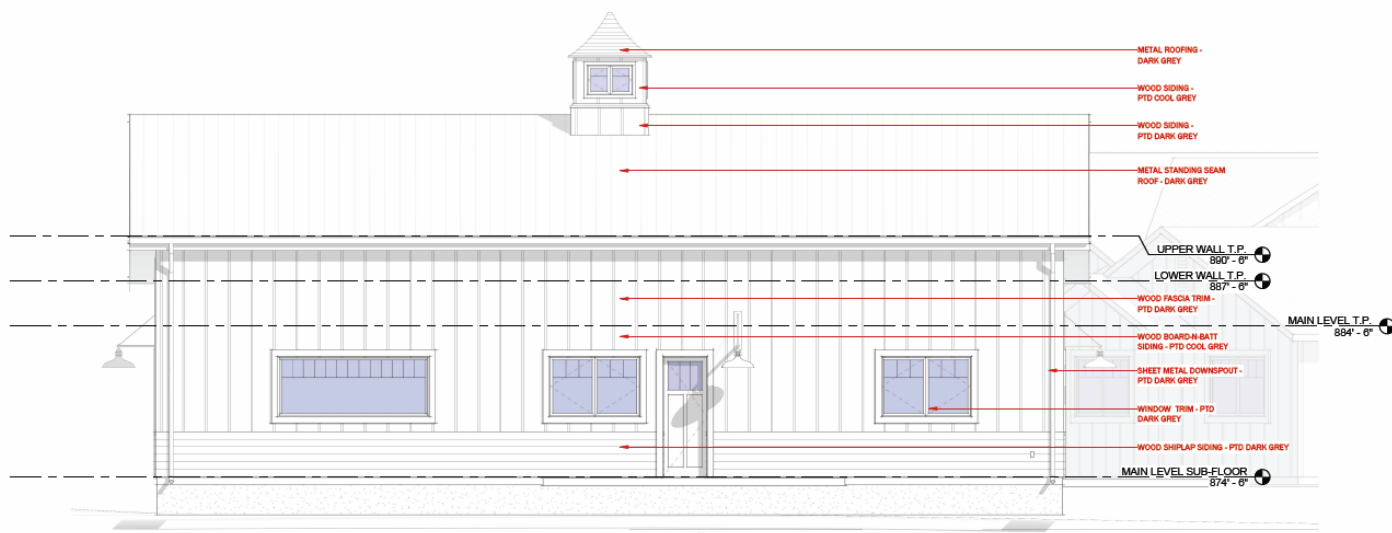 METAL ROOFING -
DARK GREY
WOOD SIDING -
PTD COOL GREY
WOOD SIDING -
PTD DARK GREY
METAL STANDING SEAM
ROOF - DARK GREY
UPPER WALL T.P.
890' - 6"
LOWER WALL T.P.
887' - 6"
WOOD FASCIA TRIM -
PTD DARK GREY
MAIN LEVEL T.P.
884' - 6"
WOOD BOARD-N-BATT
SIDING - PTD COOL GREY
SHEET METAL DOWNSPOUT -
PTD DARK GREY
WINDOW TRIM - PTD
DARK GREY
WOOD SHIPLAP SIDING - PTD DARK GREY
MAIN LEVEL SUB-FLOOR
874' - 6"